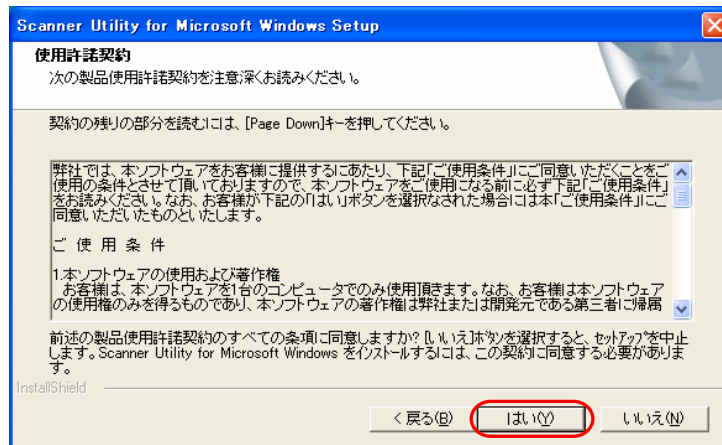 Scanner Utility for Microsoft Windows Setup
使用許諾契約
次の製品使用許諾契約を注意深くお読みください。
契約の残りの部分を読むには、[Page Down]キーを押してください。
弊社では、本ソフトウェアをお客様に提供するにあたり、下記「ご使用条件」にご同意いただくことをご
使用の条件とさせて頂いておりますので、本ソフトウェアをご使用になる前に必ず下記「ご使用条件」
をお読みください。なお、お客様が下記の「はい」ボタンを選択なされた場合には本「ご使用条件」にご
同意いただいたものといたします。
ご 使 用 条 件
1.本ソフトウェアの使用および著作権
お客様は、本ソフトウェアを1台のコンピュータでのみ使用頂きます。なお、お客様は本ソフトウェア
の使用権のみを得るものであり、本ソフトウェアの著作権は弊社または開発元である第三者に帰属
前述の製品使用許諾契約のすべての条項に同意しますか? [いいえ]ボタンを選択すると、セットアップを中止
します。Scanner Utility for Microsoft Windows をインストールするには、この契約に同意する必要がありま
す。
InstallShield
< 戻る(B)
はい(Y)
いいえ(N)